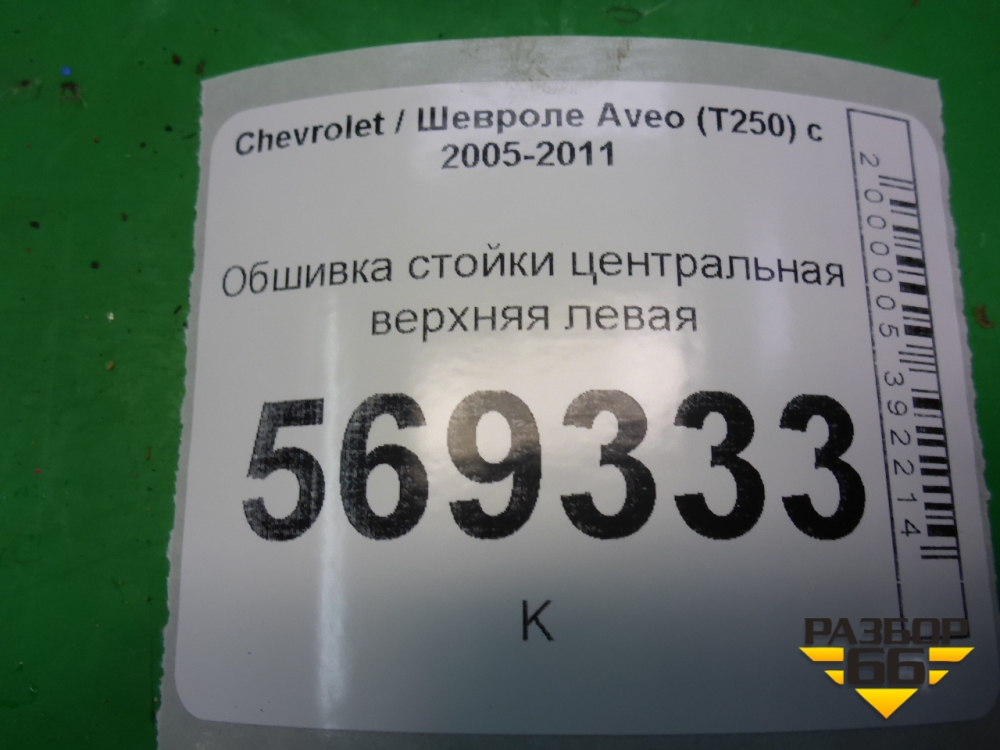 Chevrolet / Шевроле Aveo (T250) с
2005-2011
Обшивка стойки центральная
верхняя левая
569333
К
2000005392214
РАЗБОР
66